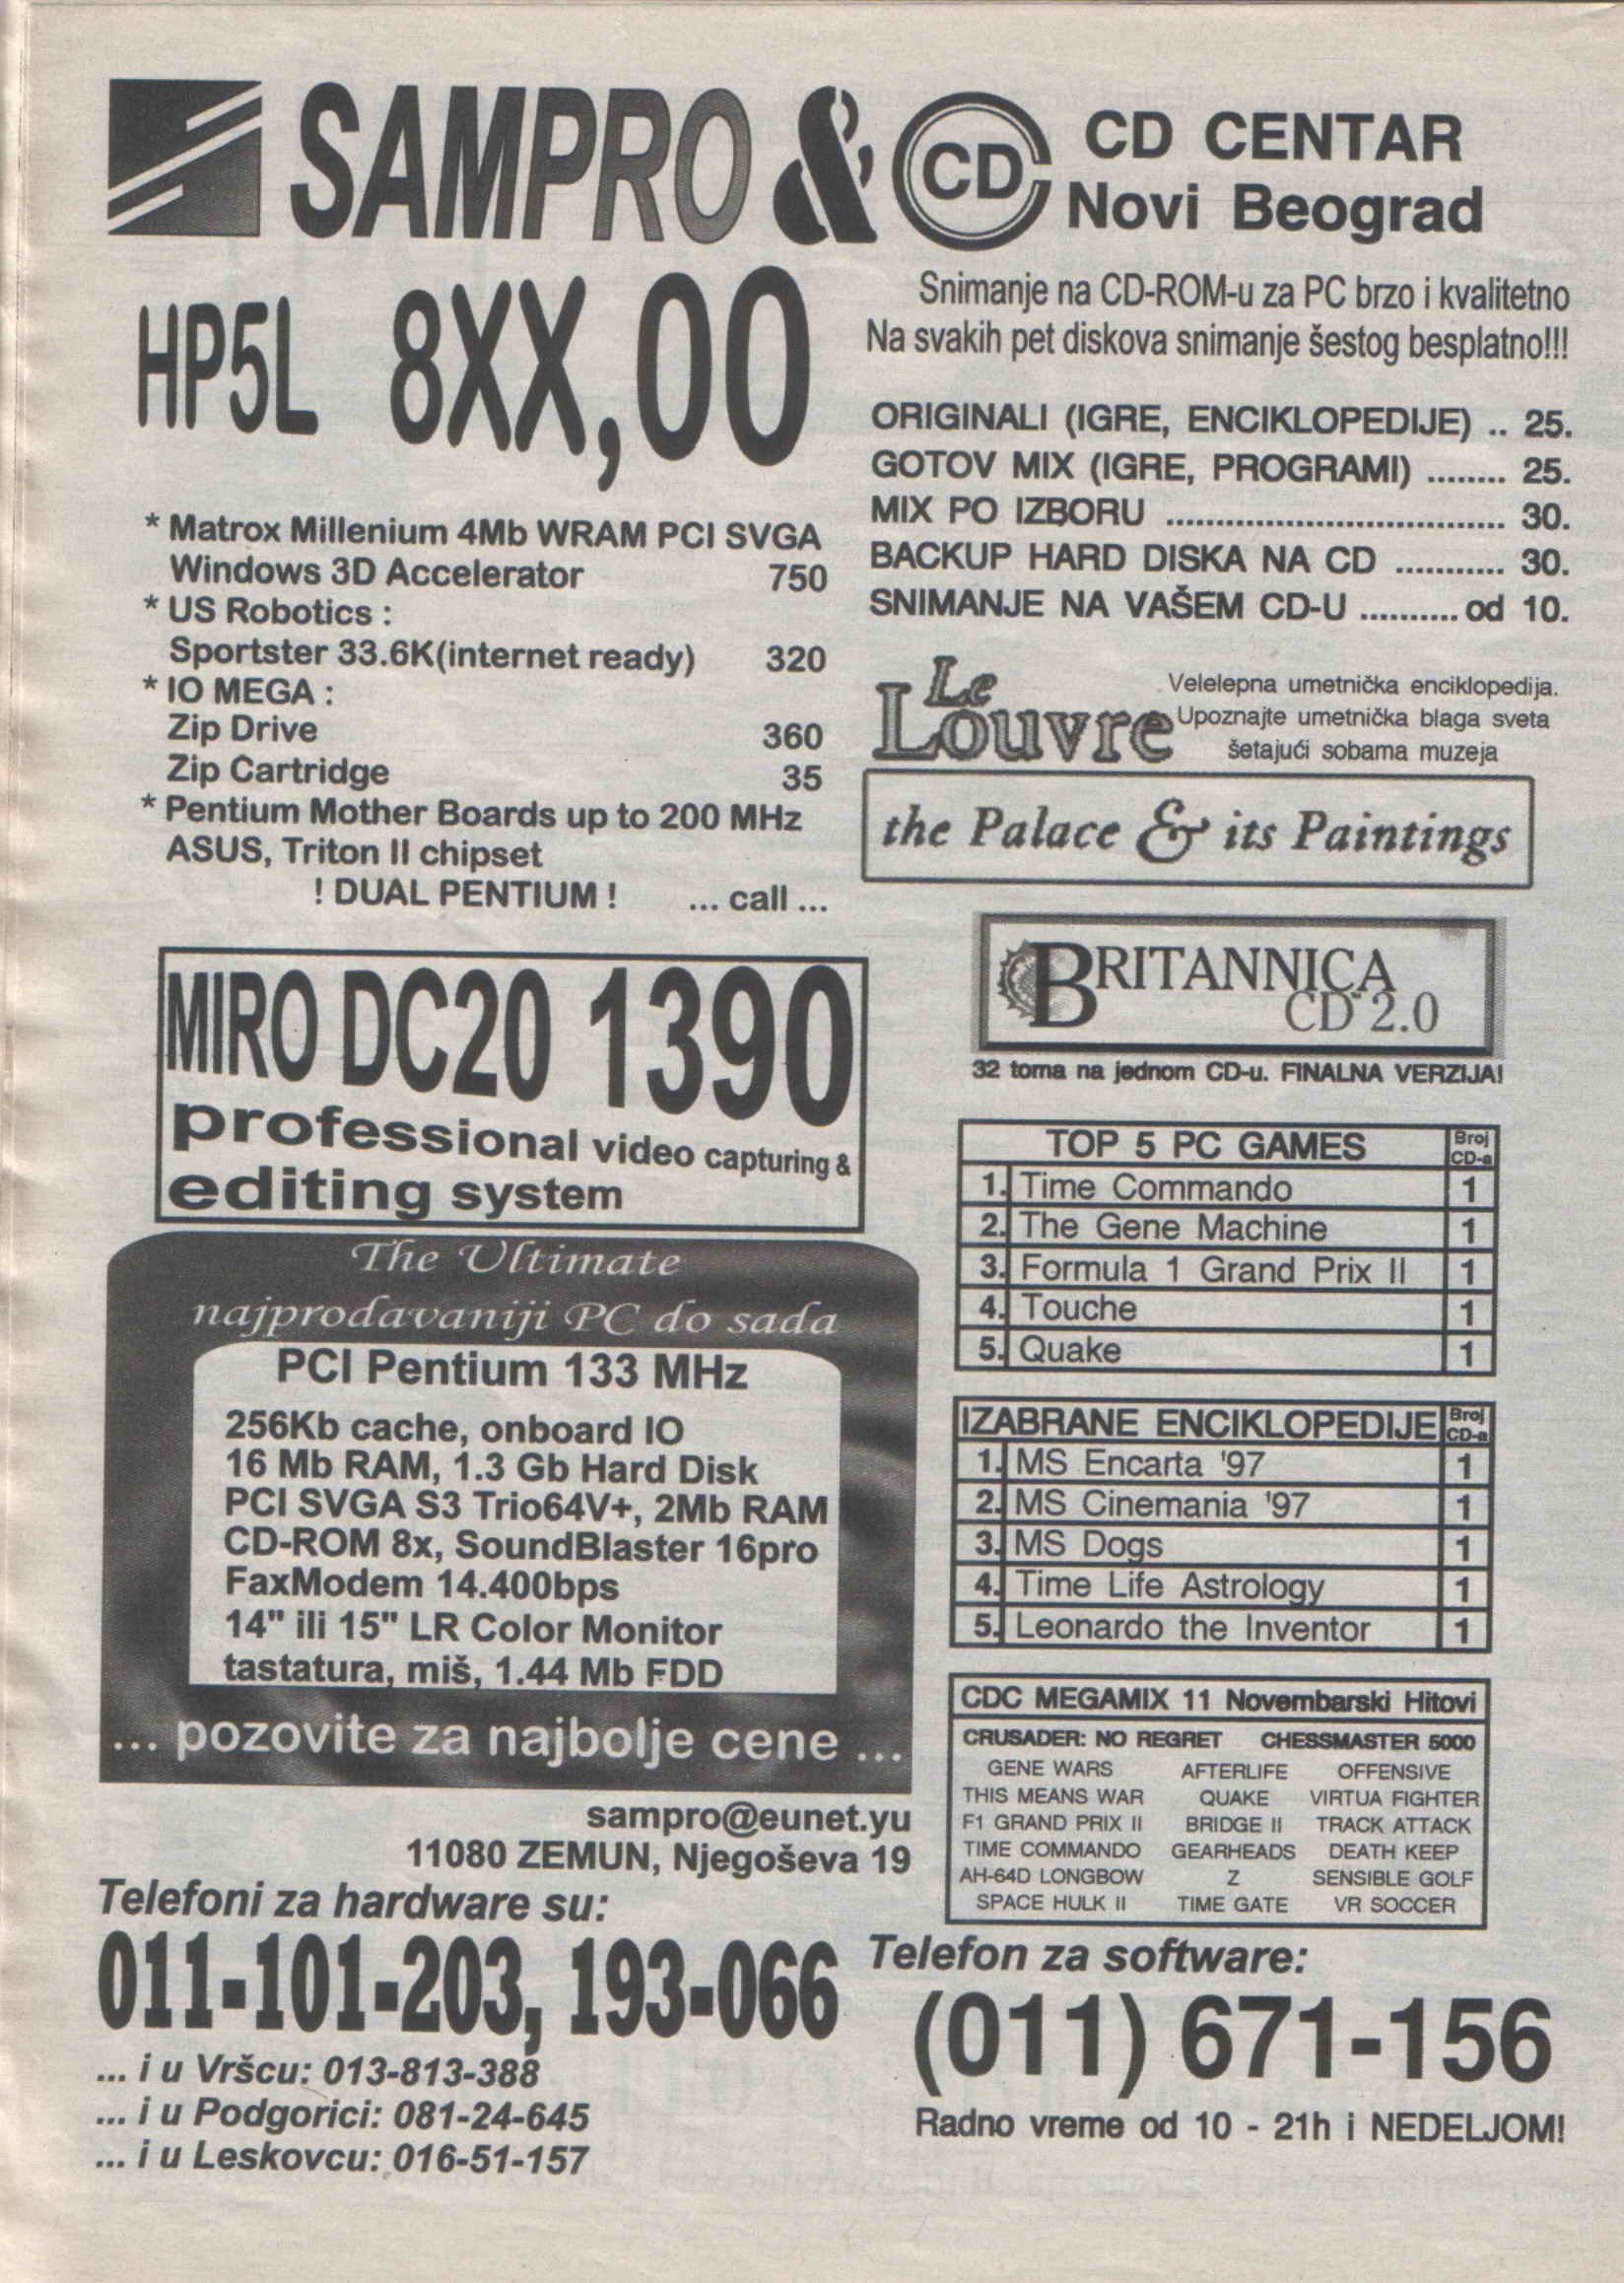 SAMPRO & CD CD CENTAR
Novi Beograd
HP5L 8XX,00
* Matrox Millenium 4Mb WRAM PCI SVGA
Windows 3D Accelerator 750
* US Robotics :
Sportster 33.6K(internet ready) 320
* IO MEGA :
Zip Drive 360
Zip Cartridge 35
* Pentium Mother Boards up to 200 MHz
ASUS, Triton II chipset
! DUAL PENTIUM ! ... call ...
MIRO DC20 1390
professional video capturing &
editing system
The Ultimate
najprodavaniji PC do sada
PCI Pentium 133 MHz
256Kb cache, onboard IO
16 Mb RAM, 1.3 Gb Hard Disk
PCI SVGA S3 Trio64V+, 2Mb RAM
CD-ROM 8x, SoundBlaster 16pro
FaxModem 14.400bps
14" ili 15" LR Color Monitor
tastatura, miš, 1.44 Mb FDD
... pozovite za najbolje cene ...
sampro@eunet.yu
11080 ZEMUN, Njegoševa 19
Telefoni za hardware su:
011-101-203, 193-066
... i u Vršcu: 013-813-388
... i u Podgorici: 081-24-645
... i u Leskovcu: 016-51-157
Snimanje na CD-ROM-u za PC brzo i kvalitetno
Na svakih pet diskova snimanje šestog besplatno!!!
ORIGINALI (IGRE, ENCIKLOPEDIJE) .. 25.
GOTOV MIX (IGRE, PROGRAMI) ........ 25.
MIX PO IZBORU .................................. 30.
BACKUP HARD DISKA NA CD ........... 30.
SNIMANJE NA VAŠEM CD-U .......... od 10.
Le
Louvre
Velelepna umetnička enciklopedija.
Upoznajte umetnička blaga sveta
šetajući sobama muzeja
the Palace & its Paintings
BRITANNICA
CD 2.0
32 toma na jednom CD-u. FINALNA VERZIJA!
TOP 5 PC GAMES Broj CD-a
1. Time Commando 1
2. The Gene Machine 1
3. Formula 1 Grand Prix II 1
4. Touche 1
5. Quake 1
IZABRANE ENCIKLOPEDIJE Broj CD-a
1. MS Encarta '97 1
2. MS Cinemania '97 1
3. MS Dogs 1
4. Time Life Astrology 1
5. Leonardo the Inventor 1
CDC MEGAMIX 11 Novembarski Hitovi
CRUSADER: NO REGRET CHESSMASTER 5000
GENE WARS AFTERLIFE OFFENSIVE
THIS MEANS WAR QUAKE VIRTUA FIGHTER
F1 GRAND PRIX II BRIDGE II TRACK ATTACK
TIME COMMANDO GEARHEADS DEATH KEEP
AH-64D LONGBOW Z SENSIBLE GOLF
SPACE HULK II TIME GATE VR SOCCER
Telefon za software:
(011) 671-156
Radno vreme od 10 - 21h i NEDELJOM!